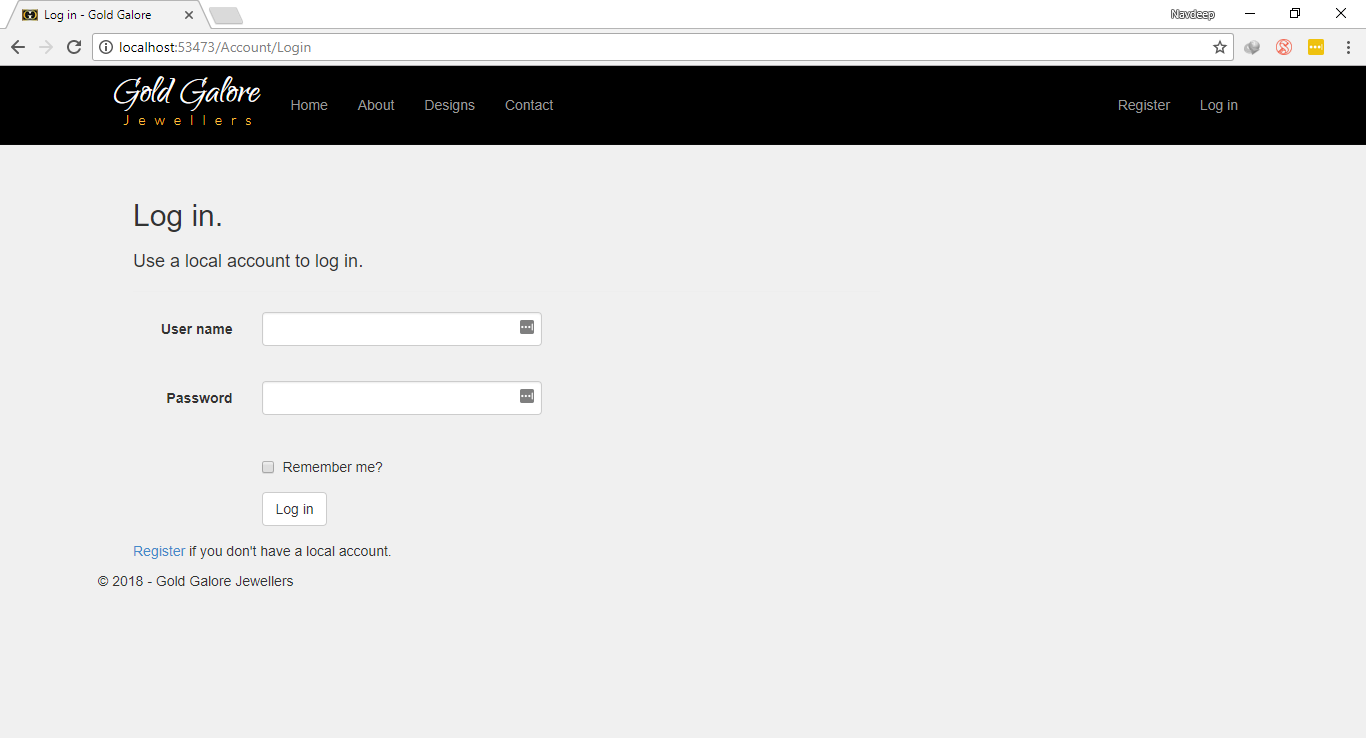 Log in - Gold Galore
Navdeep
localhost:53473/Account/Login
Gold Galore
Jewellers
Home About Designs Contact Register Log in
Log in.
Use a local account to log in.
User name
Password
Remember me?
Log in
Register if you don't have a local account.
© 2018 - Gold Galore Jewellers